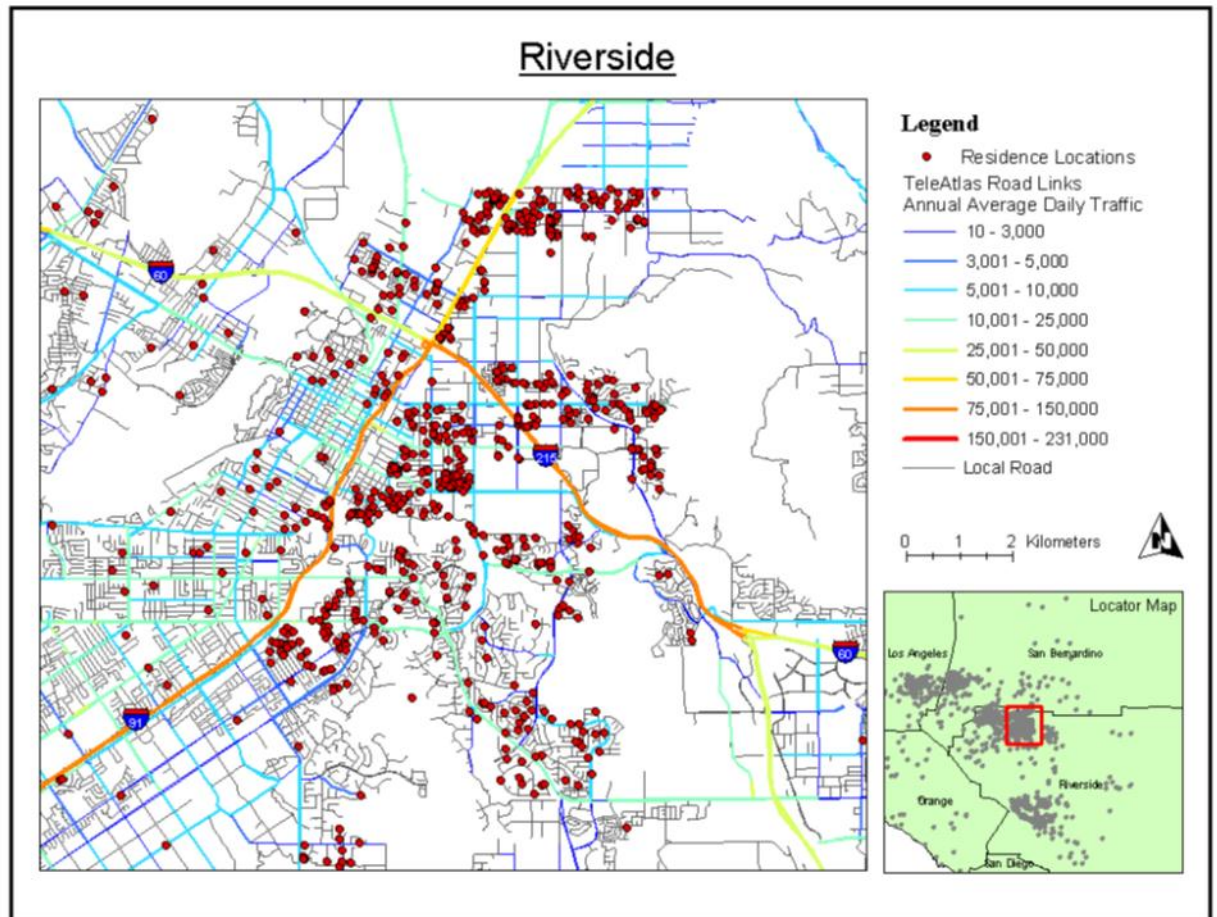 Riverside
60
215
60
91
Legend
Residence Locations
TeleAtlas Road Links
Annual Average Daily Traffic
10 - 3,000
3,001 - 5,000
5,001 - 10,000
10,001 - 25,000
25,001 - 50,000
50,001 - 75,000
75,001 - 150,000
150,001 - 231,000
Local Road
0 1 2 Kilometers
N
Locator Map
Los Angeles San Bernardino
Riverside
Orange
San Diego